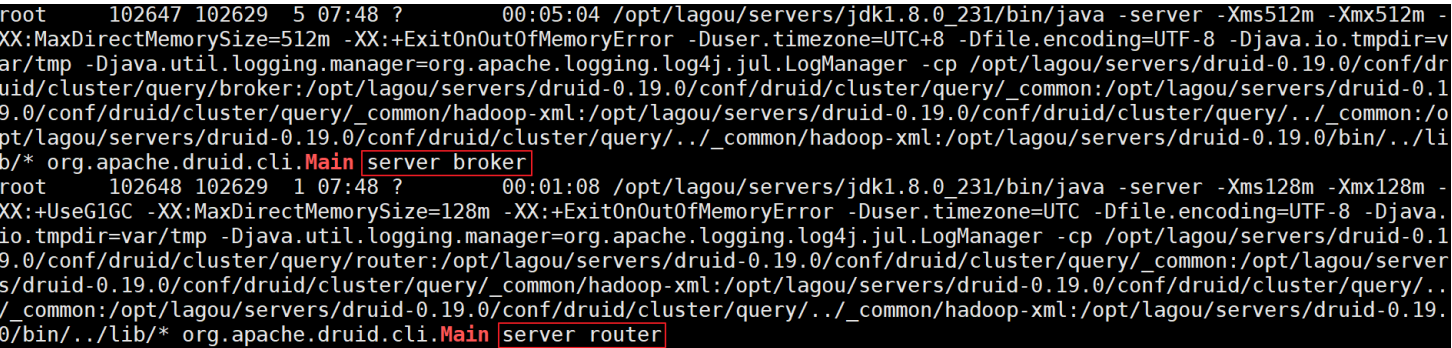 root     102647 102629  5 07:48 ?        00:05:04 /opt/lagou/servers/jdk1.8.0_231/bin/java -server -Xms512m -Xmx512m -
XX:MaxDirectMemorySize=512m -XX:+ExitOnOutOfMemoryError -Duser.timezone=UTC+8 -Dfile.encoding=UTF-8 -Djava.io.tmpdir=v
ar/tmp -Djava.util.logging.manager=org.apache.logging.log4j.jul.LogManager -cp /opt/lagou/servers/druid-0.19.0/conf/dr
uid/cluster/query/broker:/opt/lagou/servers/druid-0.19.0/conf/druid/cluster/query/_common:/opt/lagou/servers/druid-0.1
9.0/conf/druid/cluster/query/_common/hadoop-xml:/opt/lagou/servers/druid-0.19.0/conf/druid/cluster/query/../_common:/o
pt/lagou/servers/druid-0.19.0/conf/druid/cluster/query/../_common/hadoop-xml:/opt/lagou/servers/druid-0.19.0/bin/../li
b/* org.apache.druid.cli.Main server broker
root     102648 102629  1 07:48 ?        00:01:08 /opt/lagou/servers/jdk1.8.0_231/bin/java -server -Xms128m -Xmx128m -
XX:+UseG1GC -XX:MaxDirectMemorySize=128m -XX:+ExitOnOutOfMemoryError -Duser.timezone=UTC -Dfile.encoding=UTF-8 -Djava.
io.tmpdir=var/tmp -Djava.util.logging.manager=org.apache.logging.log4j.jul.LogManager -cp /opt/lagou/servers/druid-0.1
9.0/conf/druid/cluster/query/router:/opt/lagou/servers/druid-0.19.0/conf/druid/cluster/query/_common:/opt/lagou/server
s/druid-0.19.0/conf/druid/cluster/query/_common/hadoop-xml:/opt/lagou/servers/druid-0.19.0/conf/druid/cluster/query/..
/_common:/opt/lagou/servers/druid-0.19.0/conf/druid/cluster/query/../_common/hadoop-xml:/opt/lagou/servers/druid-0.19.
0/bin/../lib/* org.apache.druid.cli.Main server router